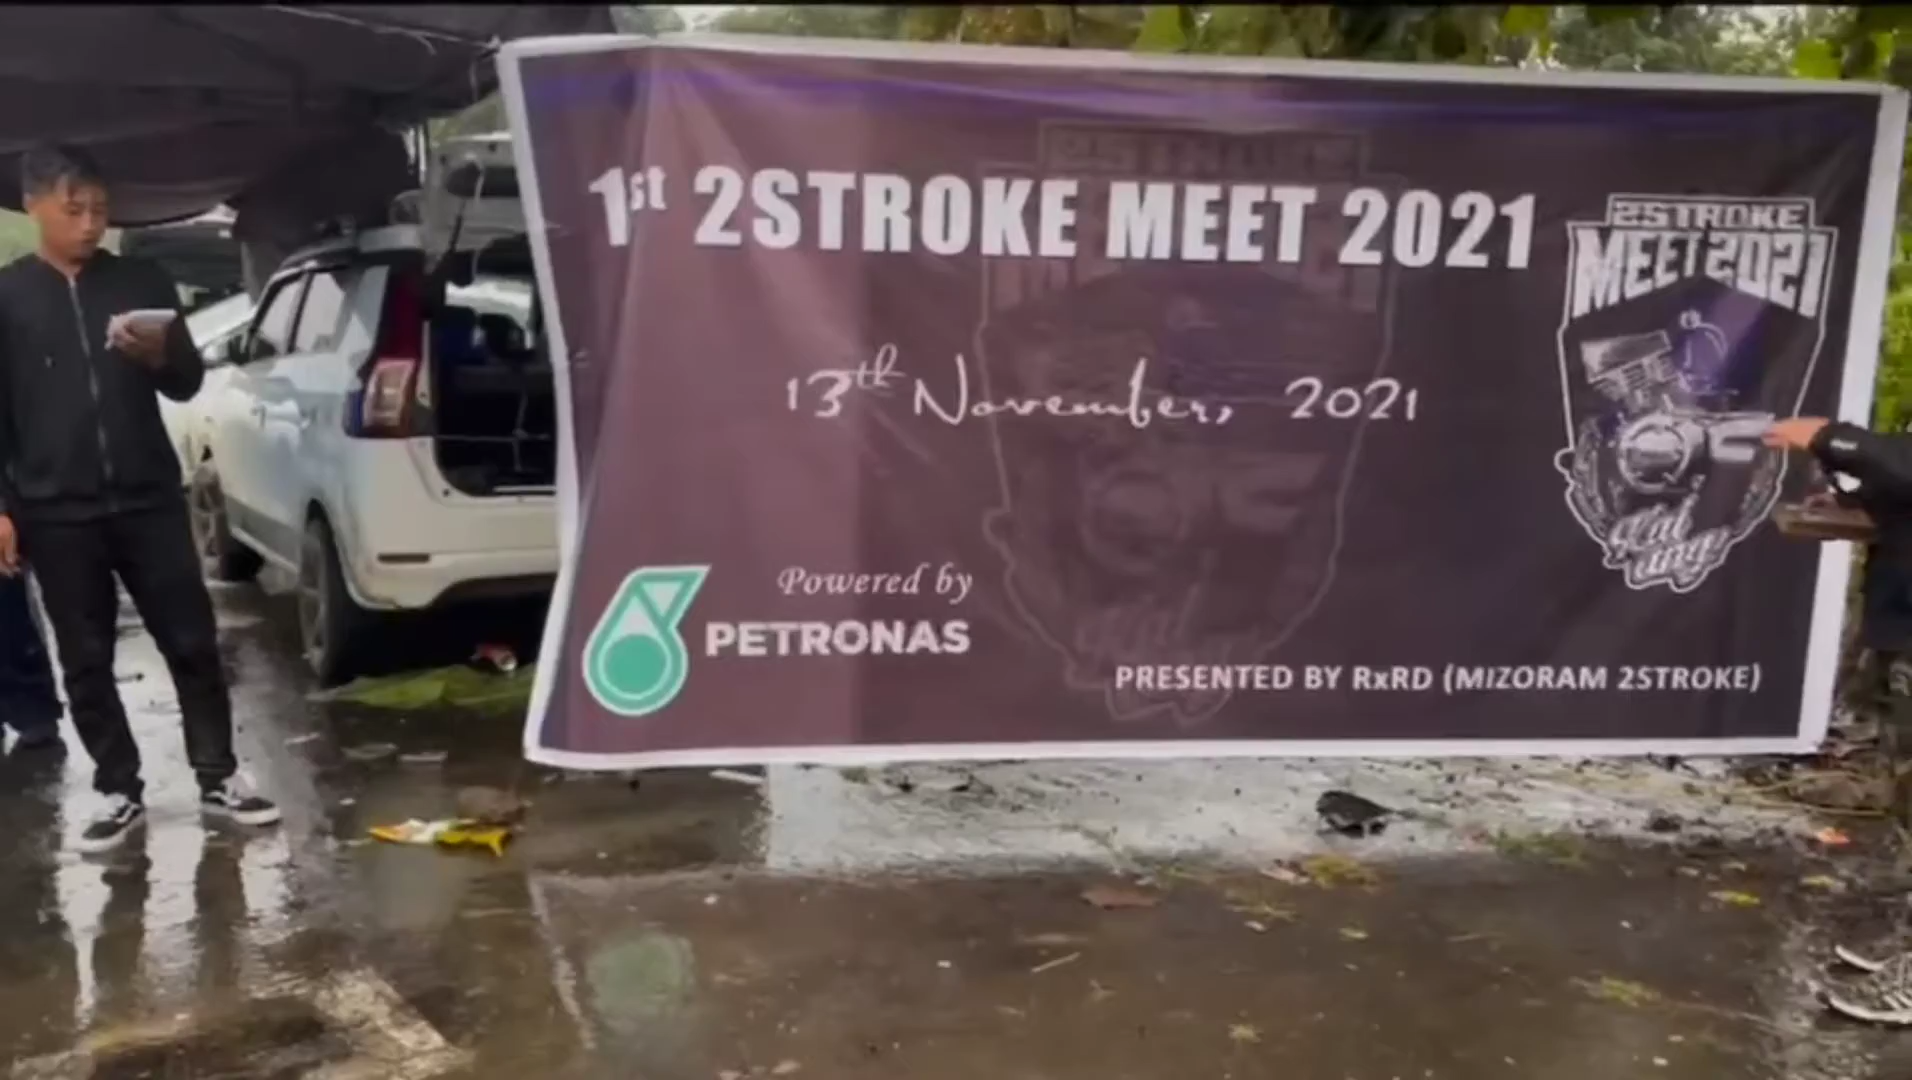 1st 2STROKE MEET 2021
2STROKE
MEET 2021
13th November, 2021
Powered by
PETRONAS
PRESENTED BY RxRD (MIZORAM 2STROKE)